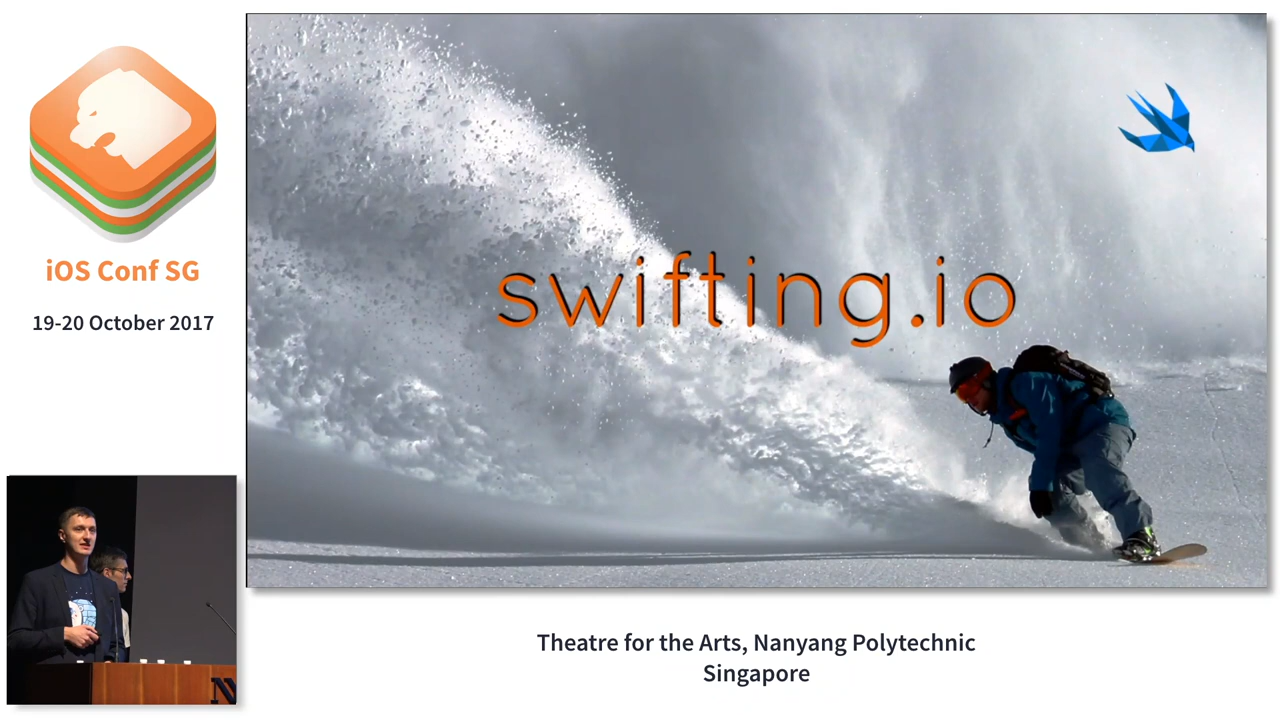 iOS Conf SG
19-20 October 2017
swifting.io
Theatre for the Arts, Nanyang Polytechnic
Singapore